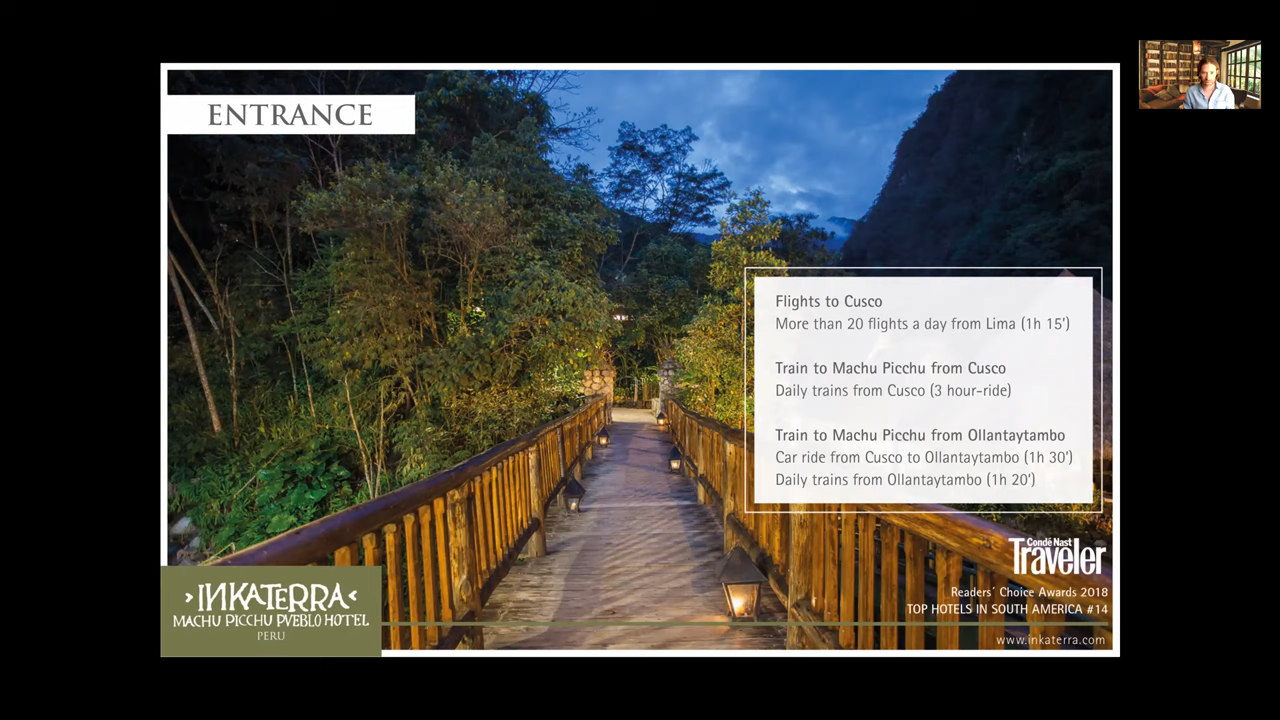 ENTRANCE
Flights to Cusco
More than 20 flights a day from Lima (1h 15')
Train to Machu Picchu from Cusco
Daily trains from Cusco (3 hour-ride)
Train to Machu Picchu from Ollantaytambo
Car ride from Cusco to Ollantaytambo (1h 30')
Daily trains from Ollantaytambo (1h 20')
Condé Nast
Traveler
Readers´ Choice Awards 2018
TOP HOTELS IN SOUTH AMERICA #14
www.inkaterra.com
INKATERRA
MACHU PICCHU PUEBLO HOTEL
PERU